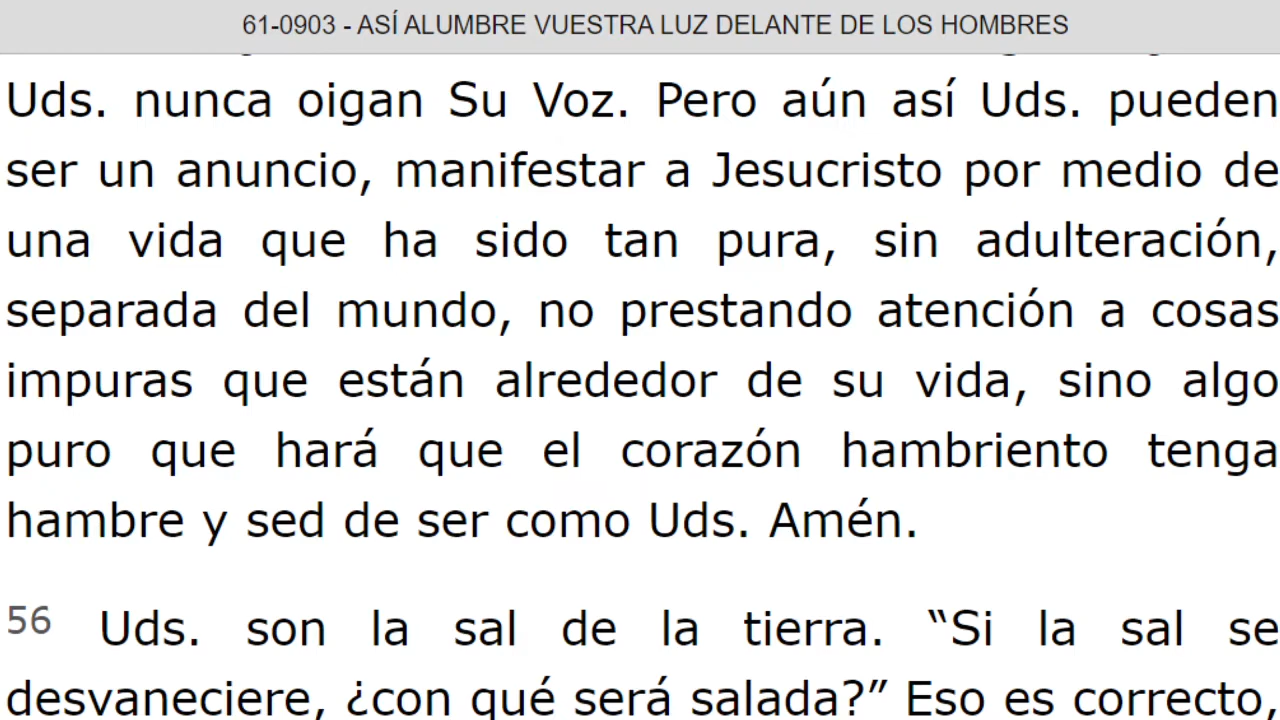 61-0903 - ASÍ ALUMBRE VUESTRA LUZ DELANTE DE LOS HOMBRES
Uds. nunca oigan Su Voz. Pero aún así Uds. pueden
ser un anuncio, manifestar a Jesucristo por medio de
una vida que ha sido tan pura, sin adulteración,
separada del mundo, no prestando atención a cosas
impuras que están alrededor de su vida, sino algo
puro que hará que el corazón hambriento tenga
hambre y sed de ser como Uds. Amén.
56 Uds. son la sal de la tierra. “Si la sal se
desvaneciere, ¿con qué será salada?” Eso es correcto,